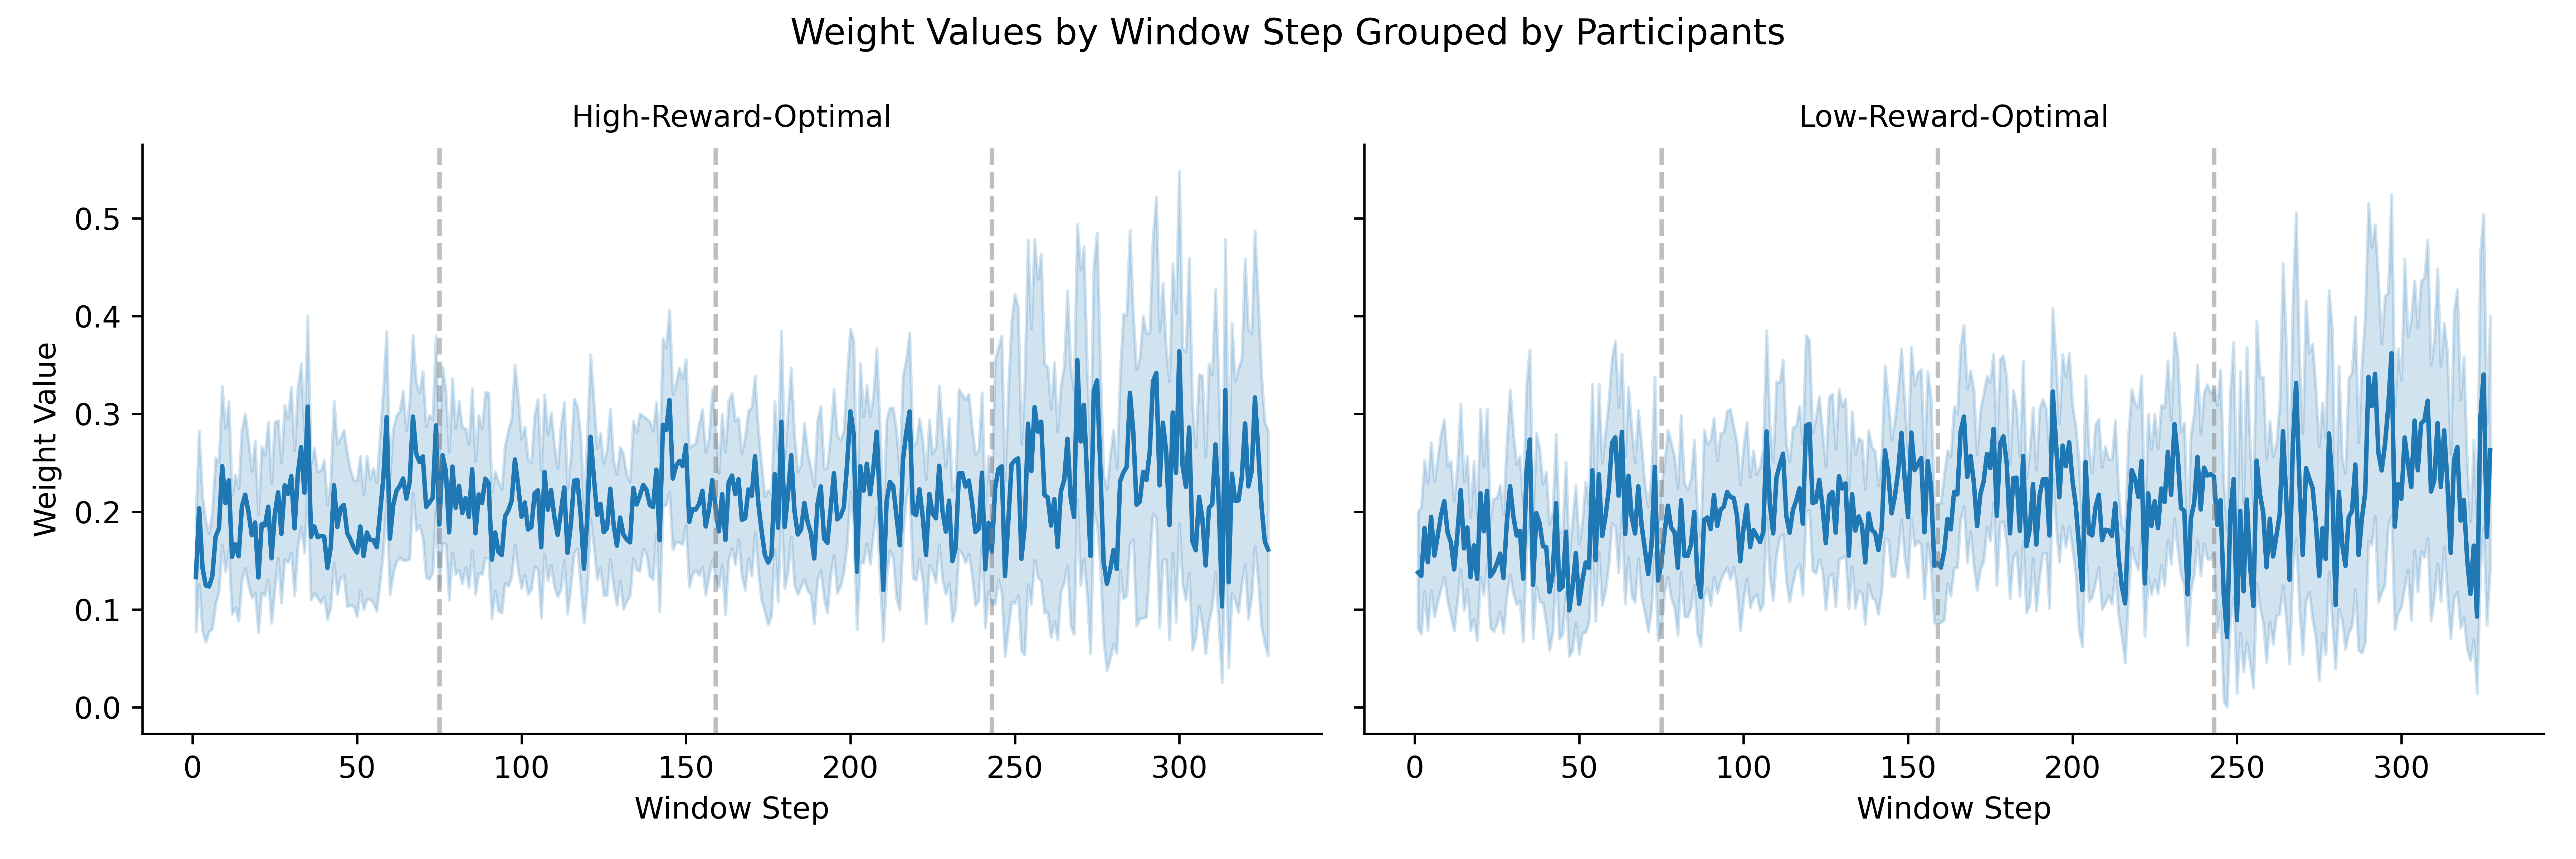 Weight Values by Window Step Grouped by Participants
High-Reward-Optimal
Low-Reward-Optimal
Weight Value
0.5
0.4
0.3
0.2
0.1
0.0
0 50 100 150 200 250 300
0 50 100 150 200 250 300
Window Step
Window Step